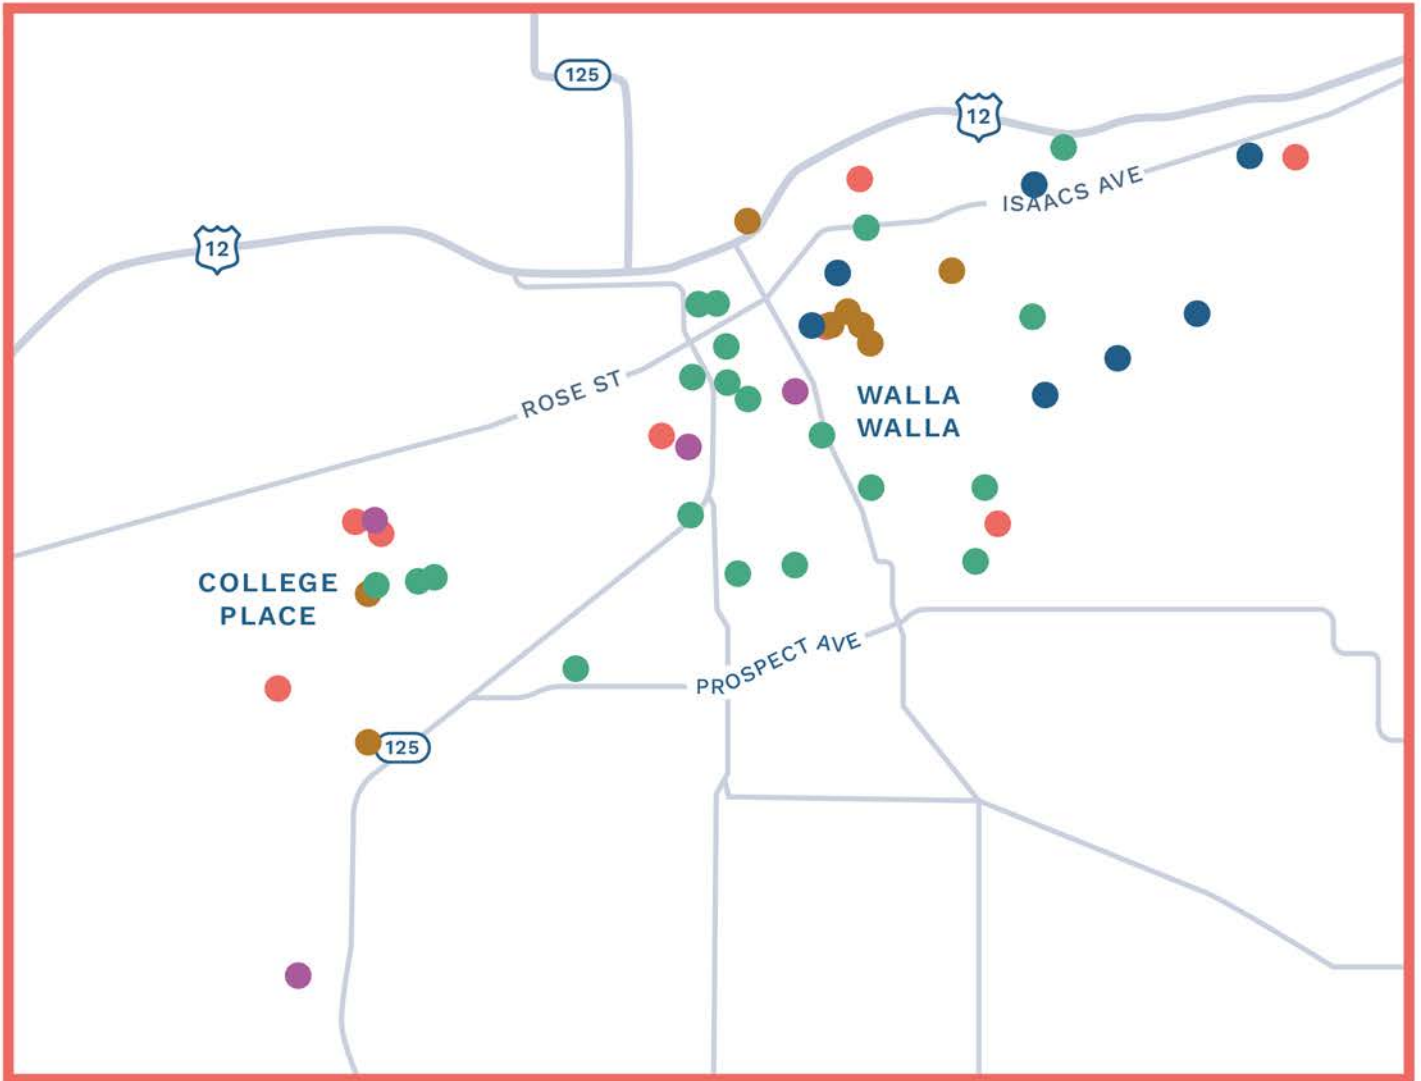 125
12
ISAACS AVE
12
ROSE ST
WALLA
WALLA
COLLEGE
PLACE
PROSPECT AVE
125